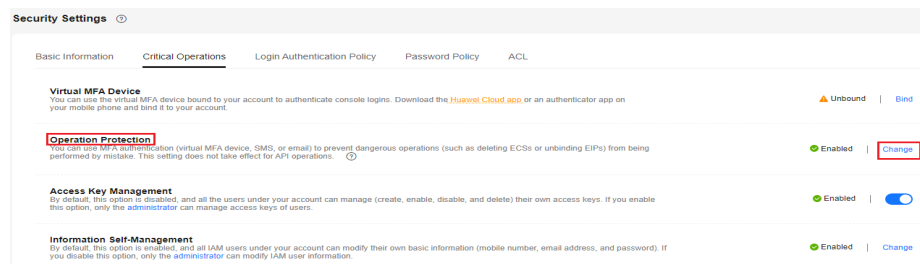 Security Settings
Basic Information Critical Operations Login Authentication Policy Password Policy ACL
Virtual MFA Device
You can use the virtual MFA device bound to your account to authenticate console logins. Download the Huawei Cloud app or an authenticator app on
your mobile phone and bind it to your account.
Unbound | Bind
Operation Protection
You can use MFA authentication (virtual MFA device, SMS, or email) to prevent dangerous operations (such as deleting ECSs or unbinding EIPs) from being
performed by mistake. This setting does not take effect for API operations.
Enabled | Change
Access Key Management
By default, this option is disabled, and all the users under your account can manage (create, enable, disable, and delete) their own access keys. If you enable
this option, only the administrator can manage access keys of users.
Enabled |
Information Self-Management
By default, this option is enabled, and all IAM users under your account can modify their own basic information (mobile number, email address, and password). If
you disable this option, only the administrator can modify IAM user information.
Enabled | Change